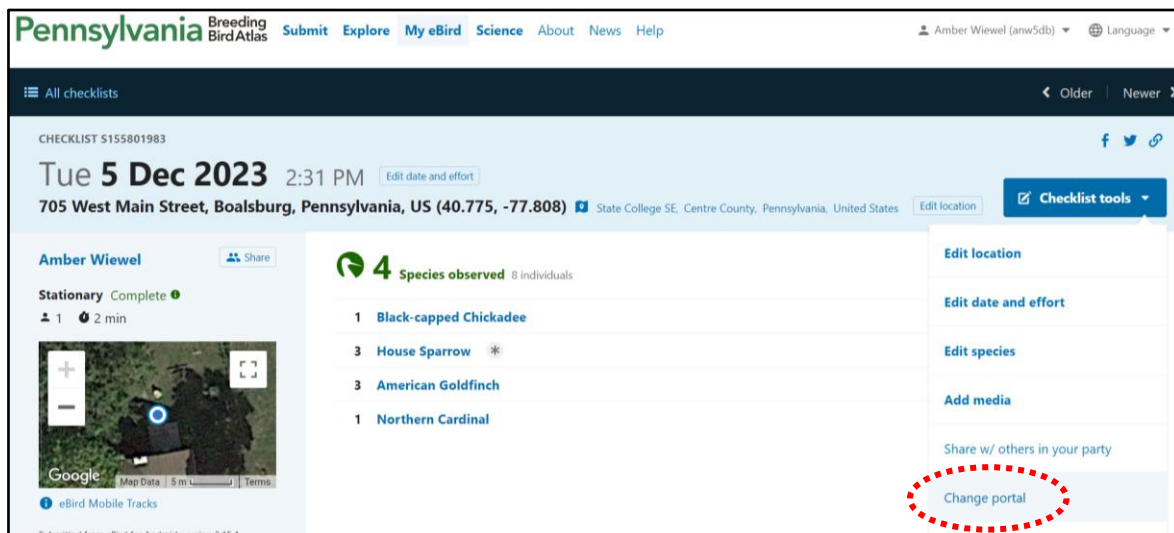 Pennsylvania Breeding Bird Atlas Submit Explore My eBird Science About News Help Amber Wiewel (anw5db) Language
All checklists Older Newer
CHECKLIST S155801983
Tue 5 Dec 2023 2:31 PM Edit date and effort
705 West Main Street, Boalsburg, Pennsylvania, US (40.775, -77.808) State College SE, Centre County, Pennsylvania, United States Edit location
Checklist tools
Amber Wiewel Share
Stationary Complete
1 2 min
Google Map Data 5 m Terms
eBird Mobile Tracks
4 Species observed 8 individuals
1 Black-capped Chickadee
3 House Sparrow *
3 American Goldfinch
1 Northern Cardinal
Edit location
Edit date and effort
Edit species
Add media
Share w/ others in your party
Change portal